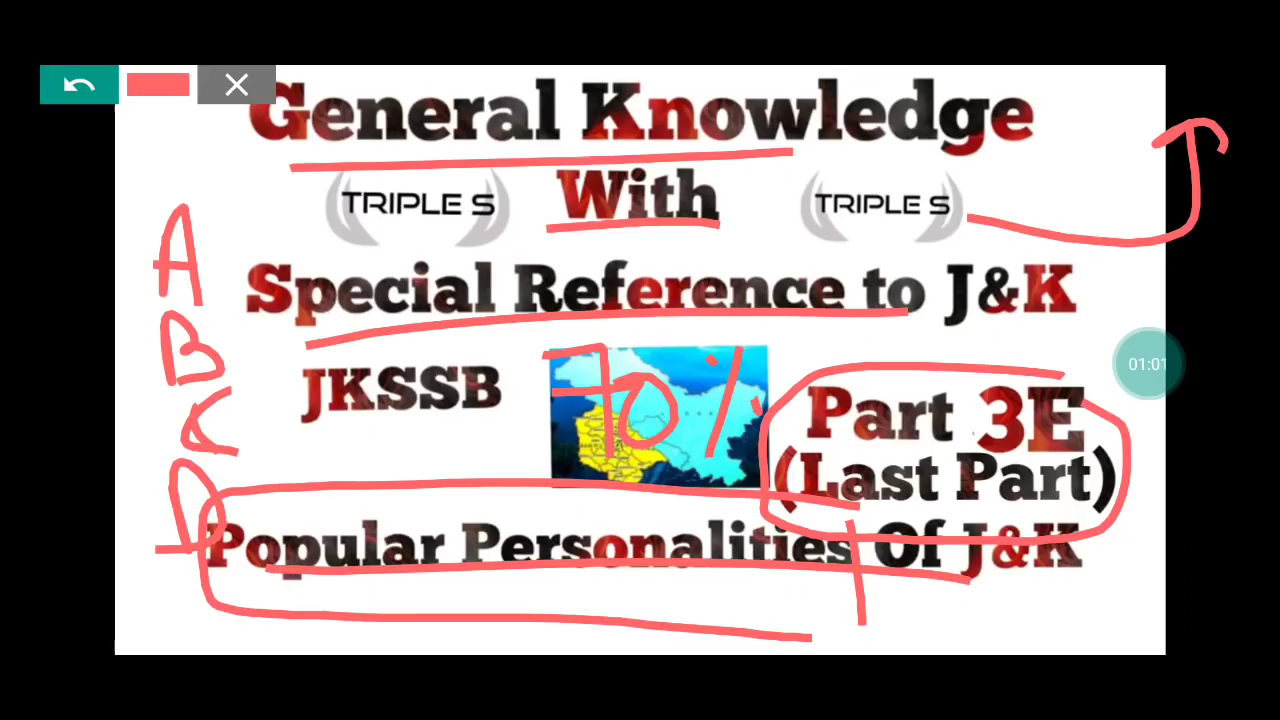 General Knowledge
TRIPLE S With TRIPLE S
A
Special Reference to J&K
B
01:01
JKSSB 70% Part 3E
C
(Last Part)
D
Popular Personalities Of J&K